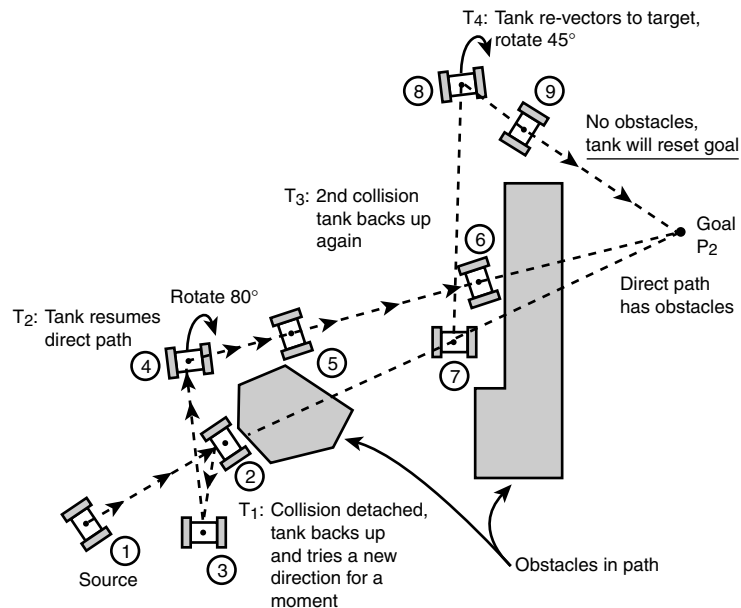 T4: Tank re-vectors to target,
rotate 45°
8
9
No obstacles,
tank will reset goal
T3: 2nd collision
tank backs up
again
6
Goal
P2
Direct path
has obstacles
Rotate 80°
T2: Tank resumes
direct path
4
5
7
2
T1: Collision detached,
tank backs up
and tries a new
direction for a
moment
1
3
Source
Obstacles in path